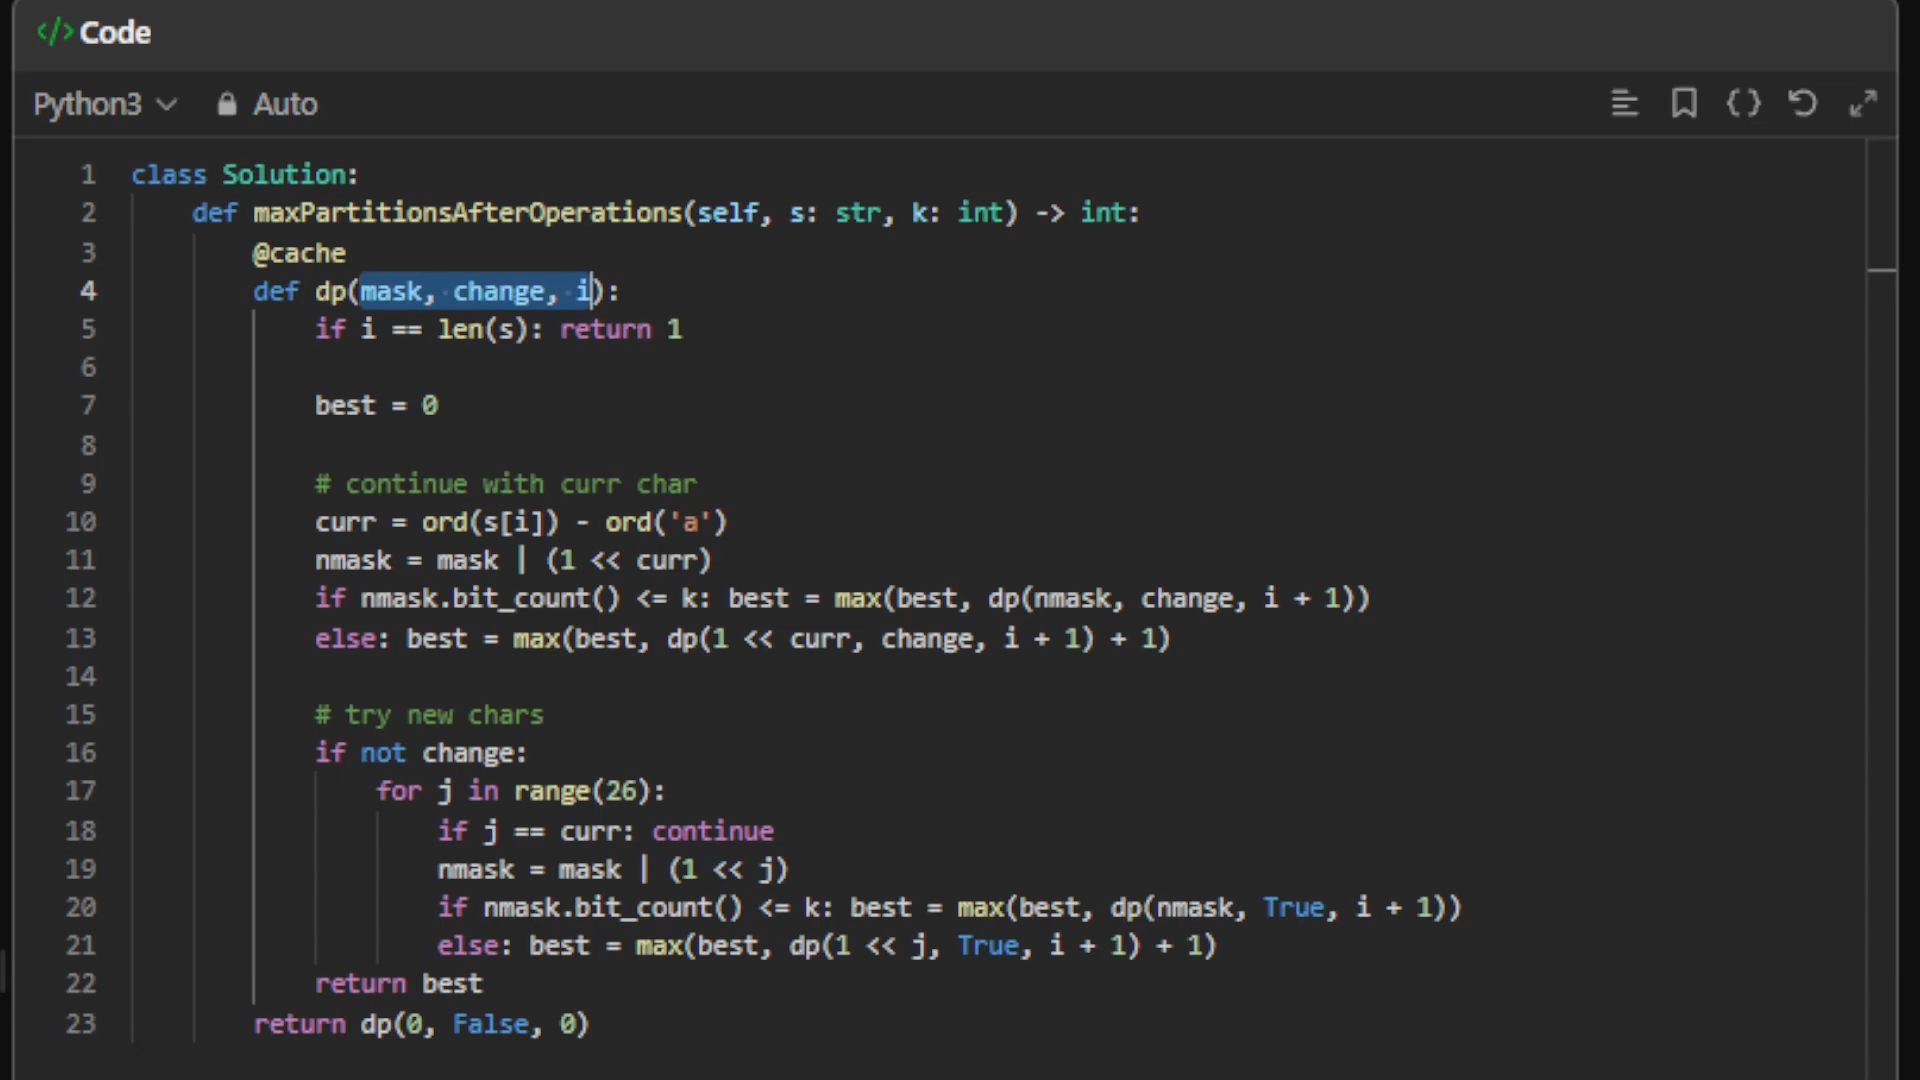 </> Code
Python3 Auto
1 class Solution:
2 def maxPartitionsAfterOperations(self, s: str, k: int) -> int:
3 @cache
4 def dp(mask, change, i):
5 if i == len(s): return 1
6
7 best = 0
8
9 # continue with curr char
10 curr = ord(s[i]) - ord('a')
11 nmask = mask | (1 << curr)
12 if nmask.bit_count() <= k: best = max(best, dp(nmask, change, i + 1))
13 else: best = max(best, dp(1 << curr, change, i + 1) + 1)
14
15 # try new chars
16 if not change:
17 for j in range(26):
18 if j == curr: continue
19 nmask = mask | (1 << j)
20 if nmask.bit_count() <= k: best = max(best, dp(nmask, True, i + 1))
21 else: best = max(best, dp(1 << j, True, i + 1) + 1)
22 return best
23 return dp(0, False, 0)